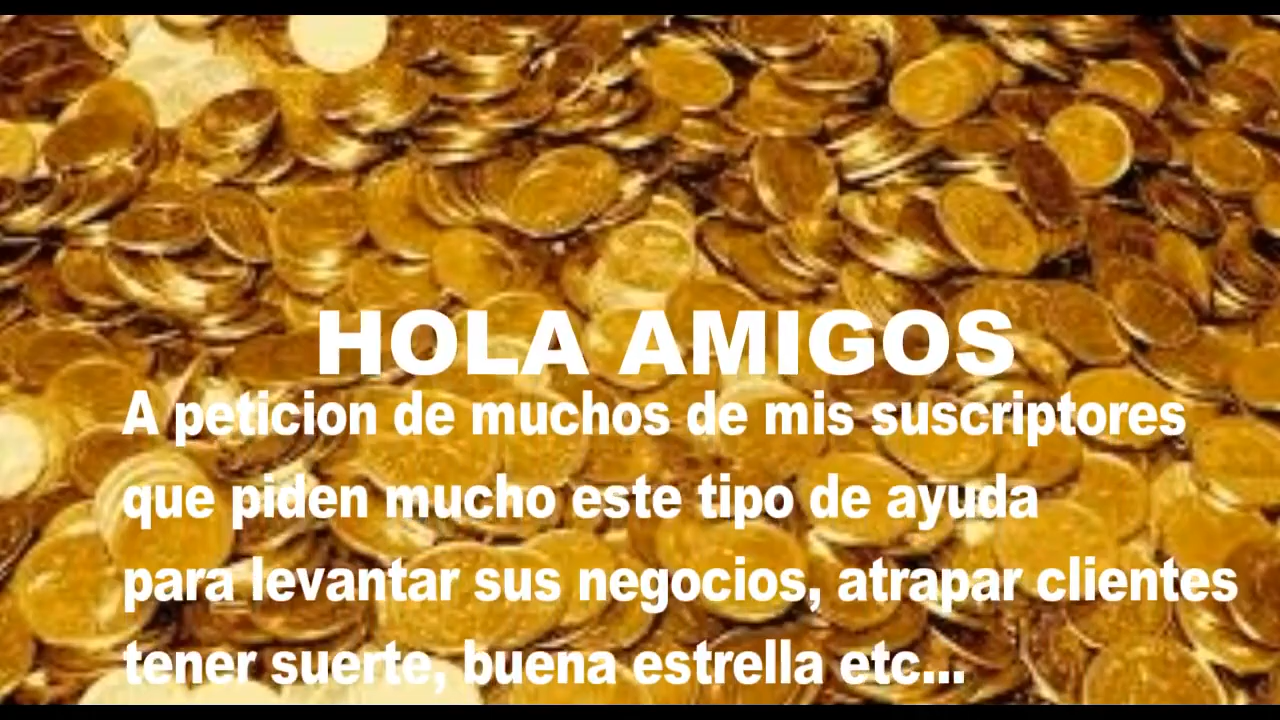 HOLA AMIGOS
A peticion de muchos de mis suscriptores
que piden mucho este tipo de ayuda
para levantar sus negocios, atrapar clientes
tener suerte, buena estrella etc...